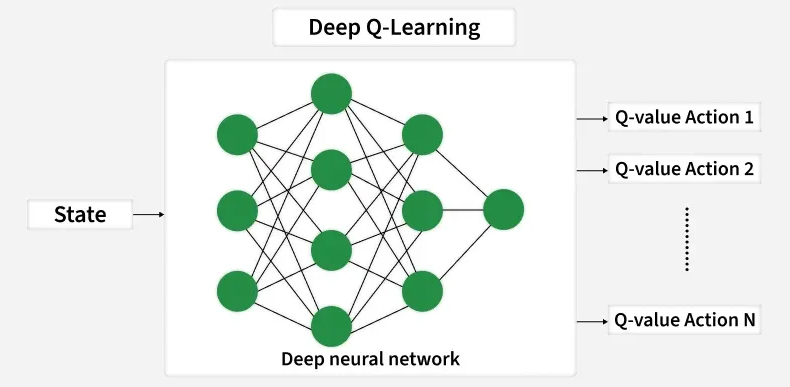 Deep Q-Learning
State
Deep neural network
Q-value Action 1
Q-value Action 2
Q-value Action N